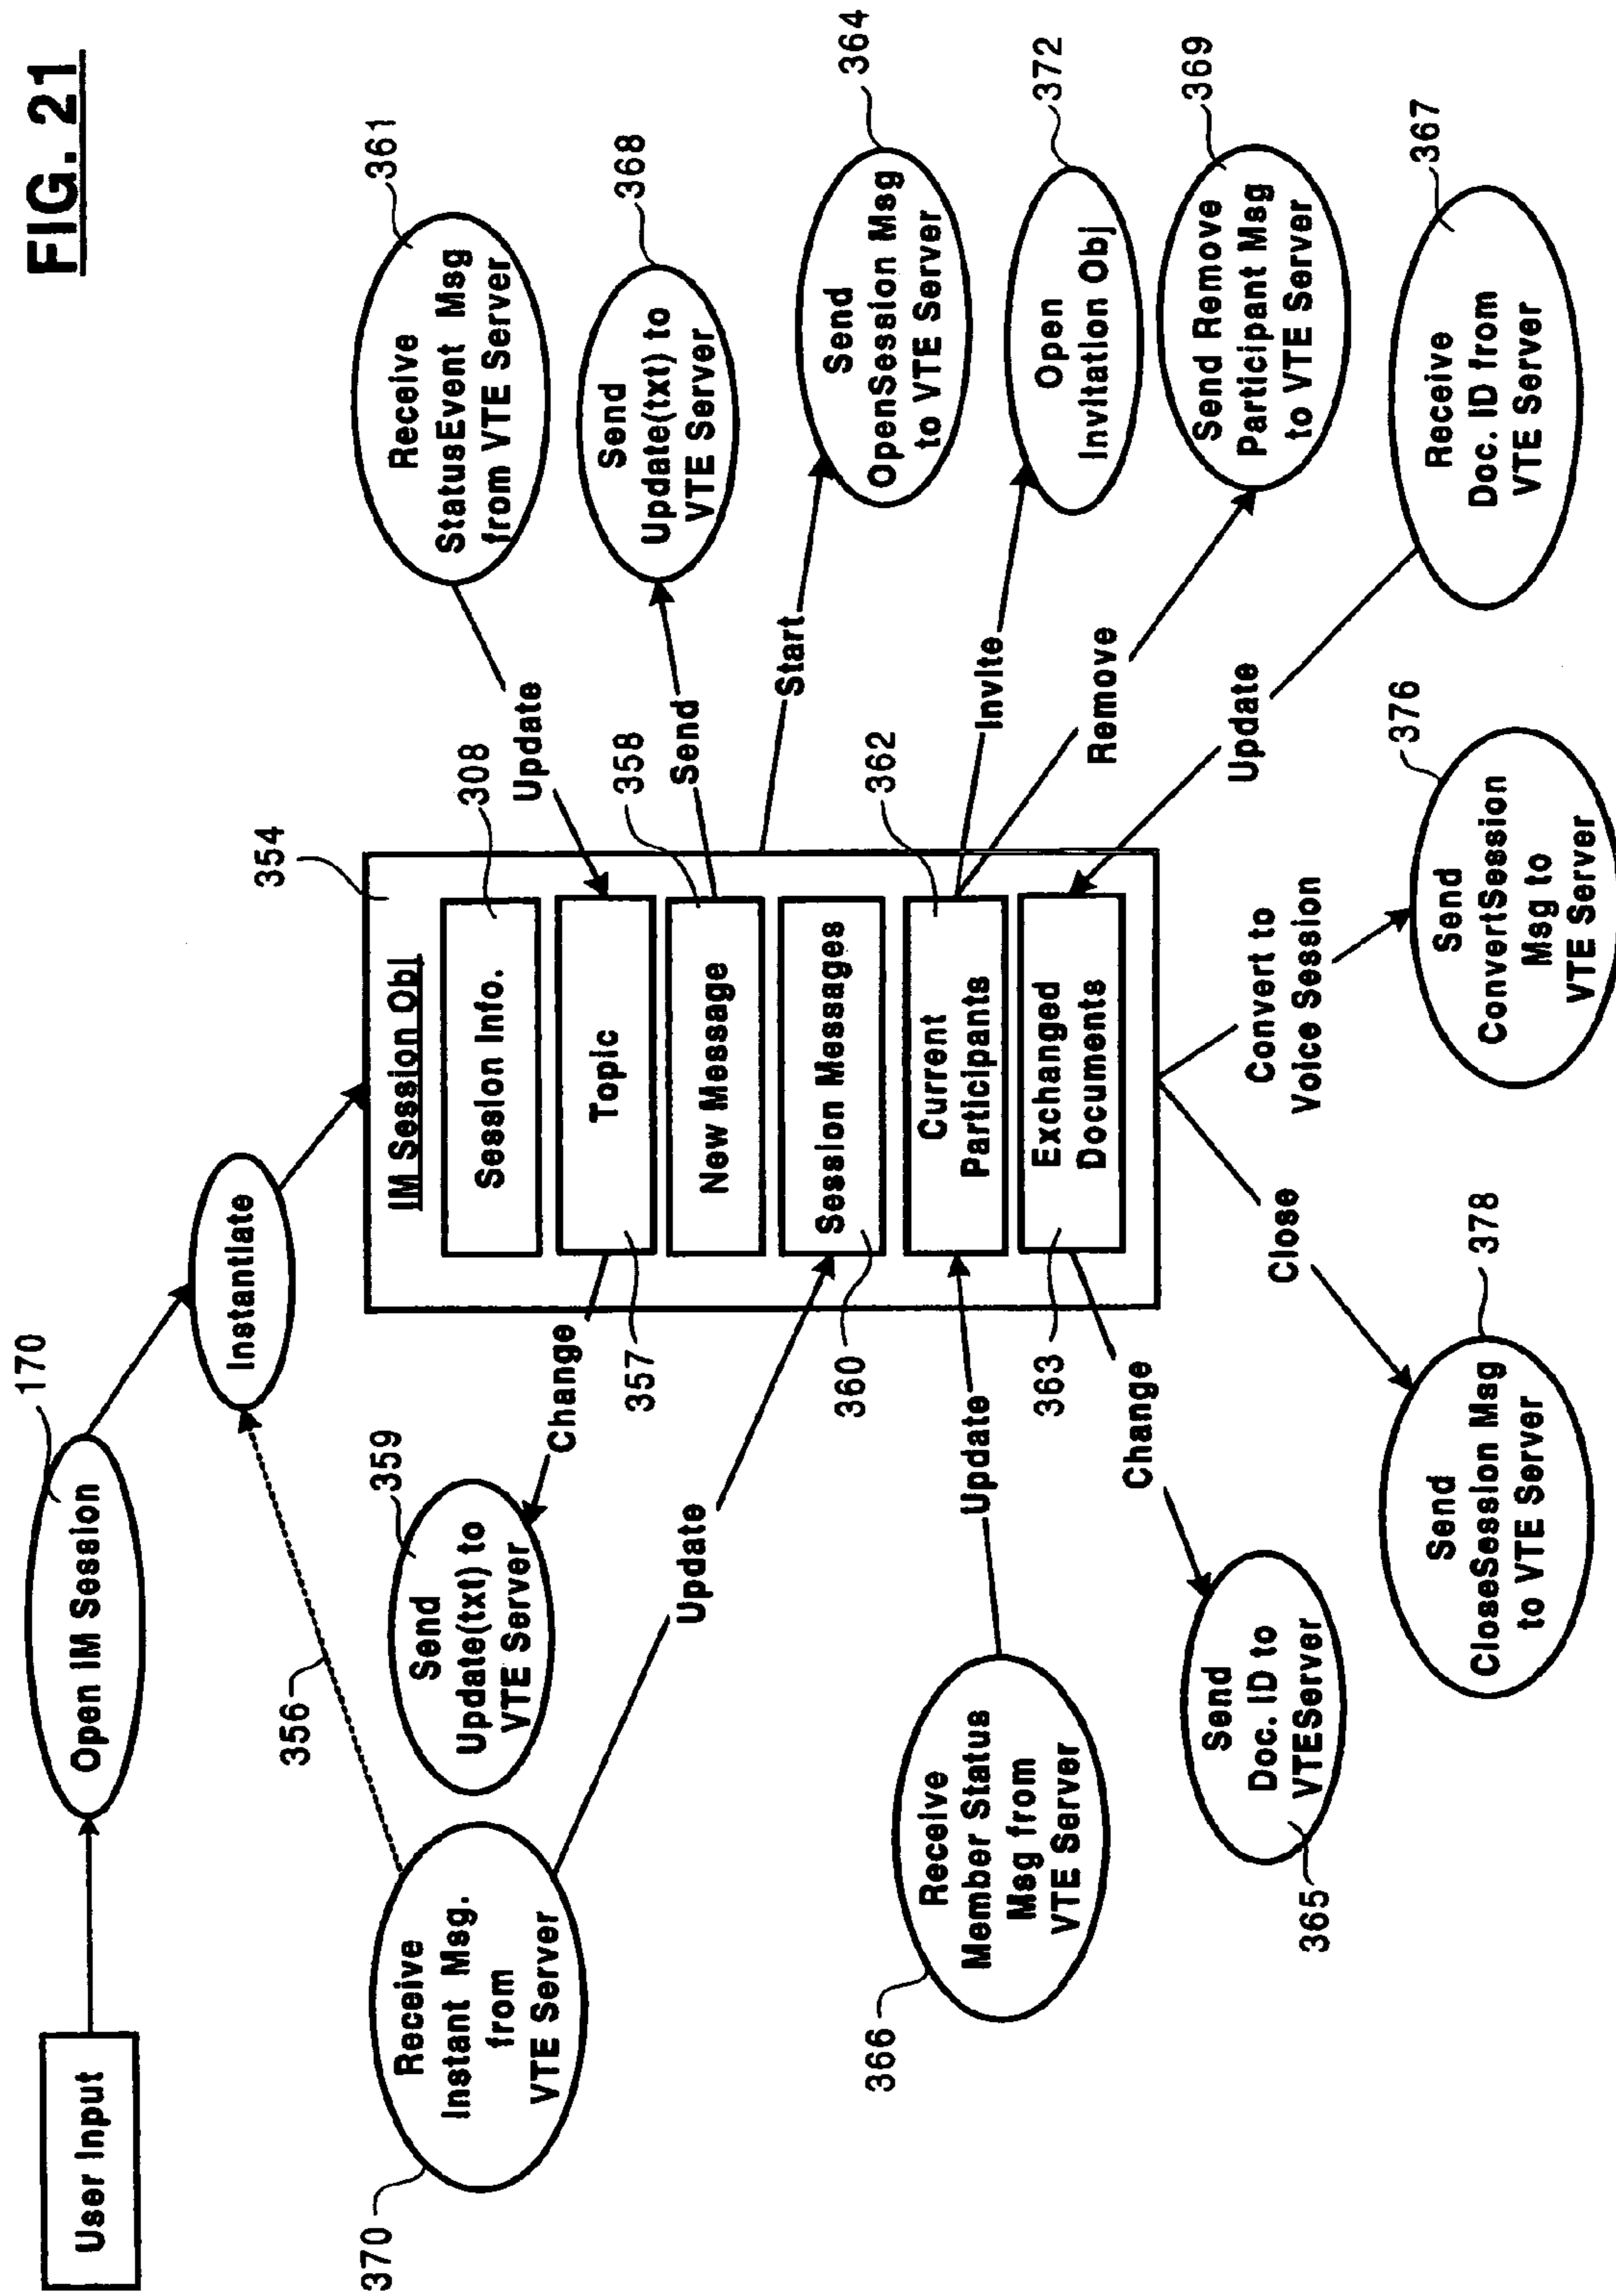 FIG. 21
User Input
Open IM Session
170
Instantiate
356
Receive
Instant Msg.
from
VTE Server
370
Send
Update(txt) to
VTE Server
359
Change
Update
354
IM Session Obj
Session Info.
308
Topic
357
New Message
358
Session Messages
360
Current
Participants
362
Exchanged
Documents
363
Update
Receive
StatusEvent Msg
from VTE Server
361
Send
Send
Update(txt) to
VTE Server
368
Start
Send
OpenSession Msg
to VTE Server
364
Invite
Open
Invitation Obj
372
Remove
Send Remove
Participant Msg
to VTE Server
369
Update
Receive
Doc. ID from
VTE Server
367
Update
Receive
Member Status
Msg from
VTE Server
366
Change
Send
Doc. ID to
VTEServer
365
Close
Send
CloseSession Msg
to VTE Server
378
Convert to
Voice Session
Send
ConvertSession
Msg to
VTE Server
376